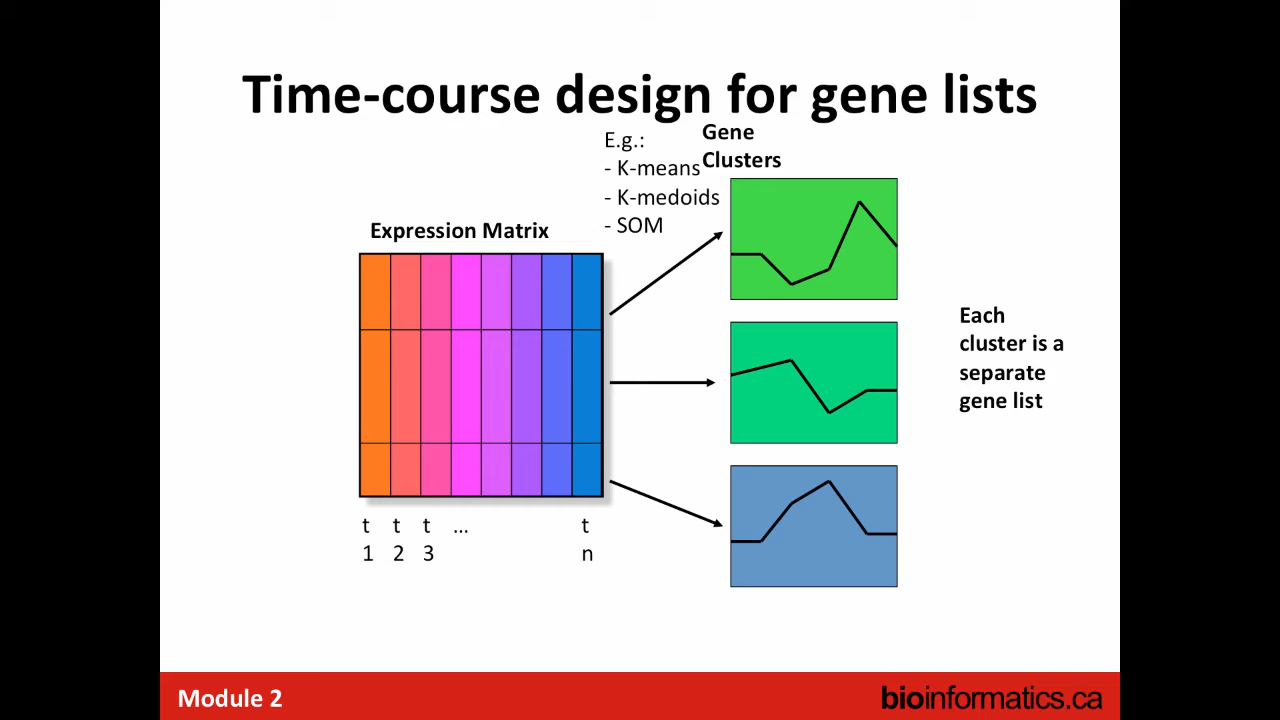 Time-course design for gene lists
E.g.:
- K-means
- K-medoids
- SOM
Gene
Clusters
Expression Matrix
Each
cluster is a
separate
gene list
t t t ... t
1 2 3 n
Module 2
bioinformatics.ca